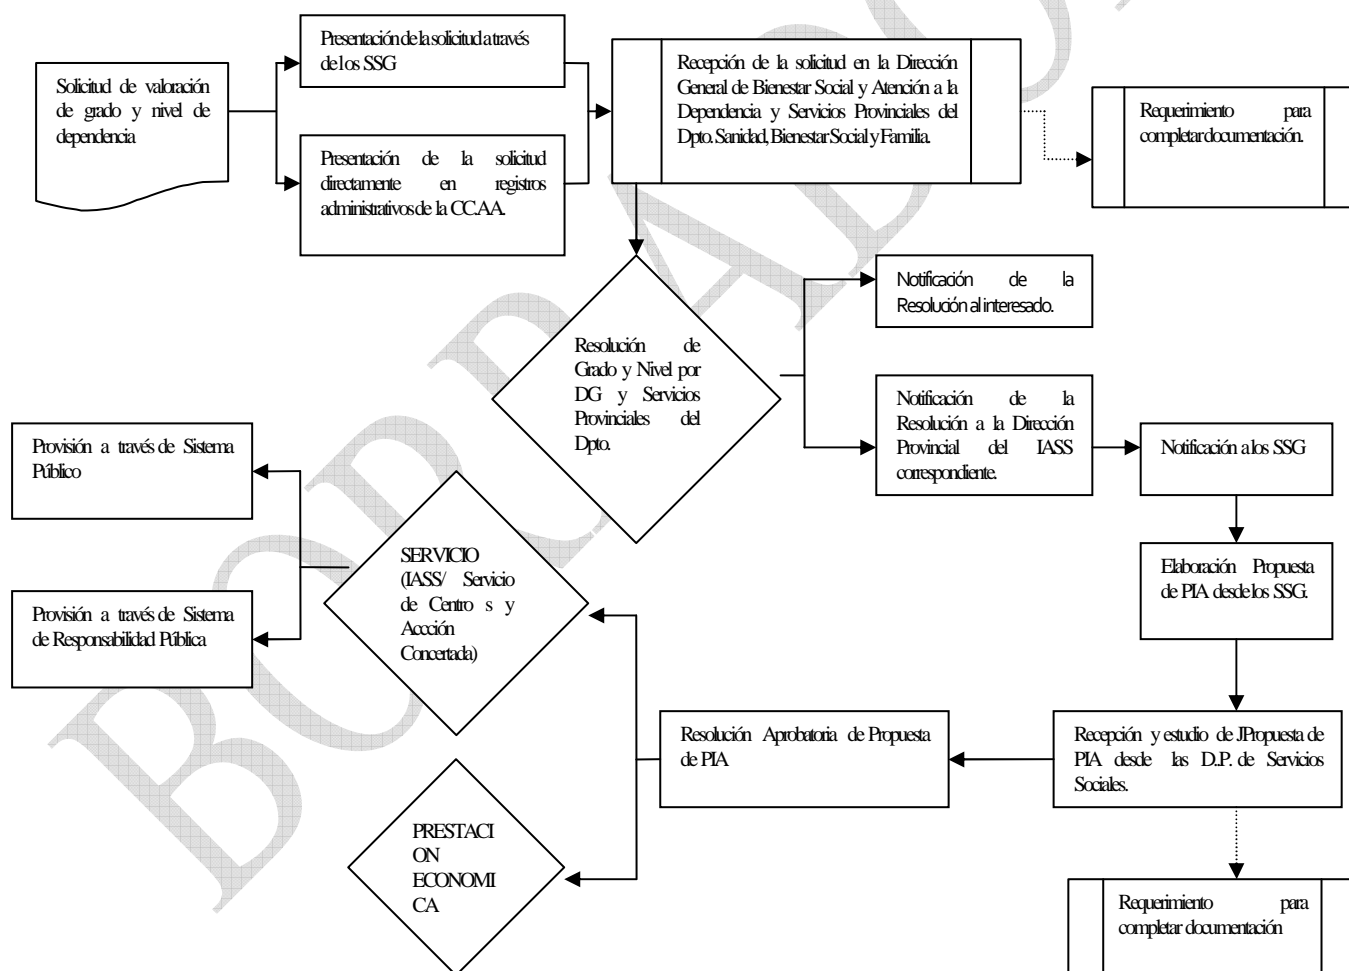 Solicitud de valoración
de grado y nivel de
dependencia
Presentación de la solicitud a través
de los SSG
Presentación de la solicitud
directamente en registros
administrativos de la CC.AA.
Recepción de la solicitud en la Dirección
General de Bienestar Social y Atención a la
Dependencia y Servicios Provinciales del
Dpto. Sanidad, Bienestar Social y Familia.
Requerimiento para
completar documentación.
Resolución de
Grado y Nivel por
DG y Servicios
Provinciales del
Dpto.
Notificación de la
Resolución al interesado.
Notificación de la
Resolución a la Dirección
Provincial del IASS
correspondiente.
Notificación a los SSG
Elaboración Propuesta
de PIA desde los SSG.
Recepción y estudio de JPropuesta de
PIA desde las D.P. de Servicios
Sociales.
Requerimiento para
completar documentación
Resolución Aprobatoria de Propuesta
de PIA
SERVICIO
(IASS/ Servicio
de Centro s y
Accción
Concertada)
PRESTACI
ON
ECONOMI
CA
Provisión a través de Sistema
Público
Provisión a través de Sistema
de Responsabilidad Pública
BORRADOR